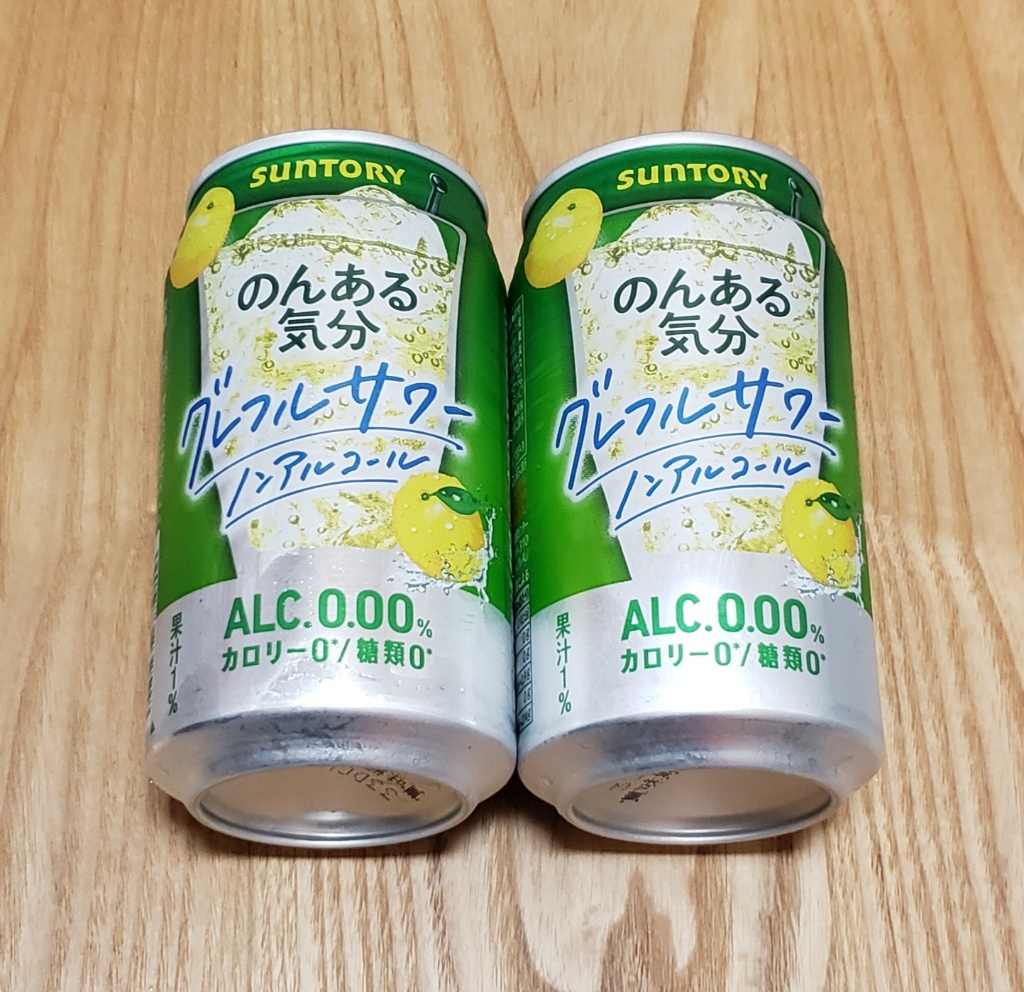 SUNTORY
のんある
気分
グレフルサワー
ノンアルコール
ALC.0.00%
カロリー0*/糖類0*
果汁1%
SUNTORY
のんある
気分
グレフルサワー
ノンアルコール
ALC.0.00%
カロリー0*/糖類0*
果汁1%